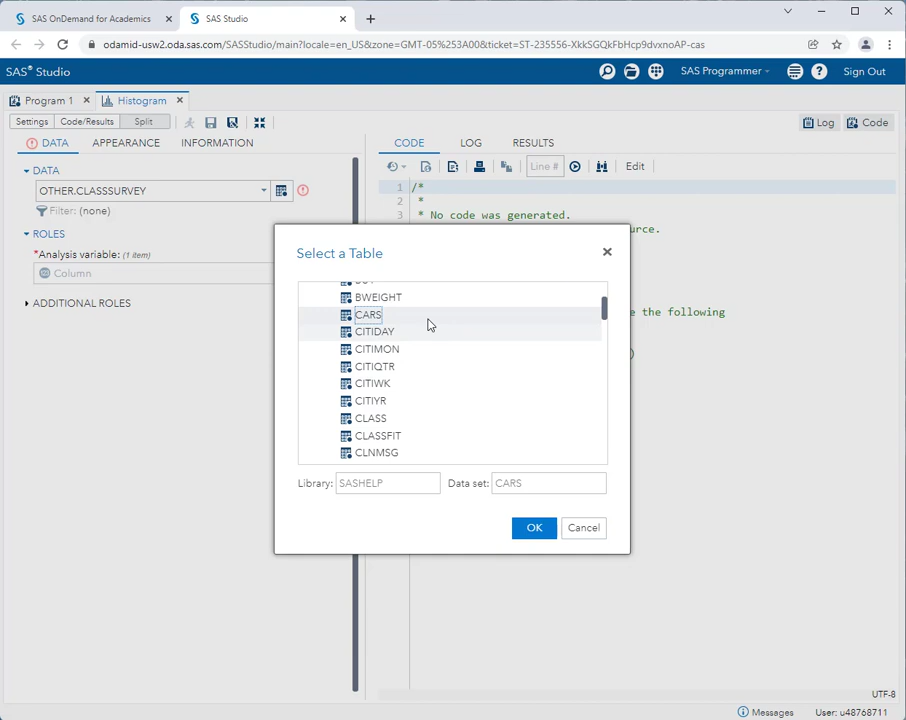 SAS OnDemand for Academics
SAS Studio
odamid-usw2.oda.sas.com/SASStudio/main?locale=en_US&zone=GMT-05%253A00&ticket=ST-235556-XkkSGQkFbHcp9dvxnoAP-cas
SAS® Studio
SAS Programmer
Sign Out
Program 1
Histogram
Settings
Code/Results
Split
Log
Code
DATA
APPEARANCE
INFORMATION
CODE
LOG
RESULTS
DATA
Line #
Edit
OTHER.CLASSSURVEY
1 /*
Filter: (none)
2 *
3 * No code was generated.
ROLES
urce.
*Analysis variable: (1 item)
Select a Table
Column
BWEIGHT
ADDITIONAL ROLES
CARS
e the following
CITIDAY
CITIMON
)
CITIQTR
CITIWK
CITIYR
CLASS
CLASSFIT
CLNMSG
Library: SASHELP Data set: CARS
OK
Cancel
UTF-8
Messages
User: u48768711